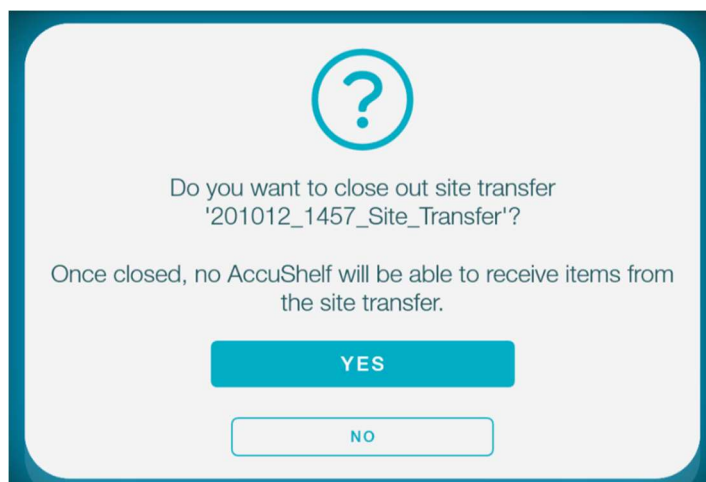 ?
Do you want to close out site transfer
'201012_1457_Site_Transfer'?
Once closed, no AccuShelf will be able to receive items from
the site transfer.
YES
NO